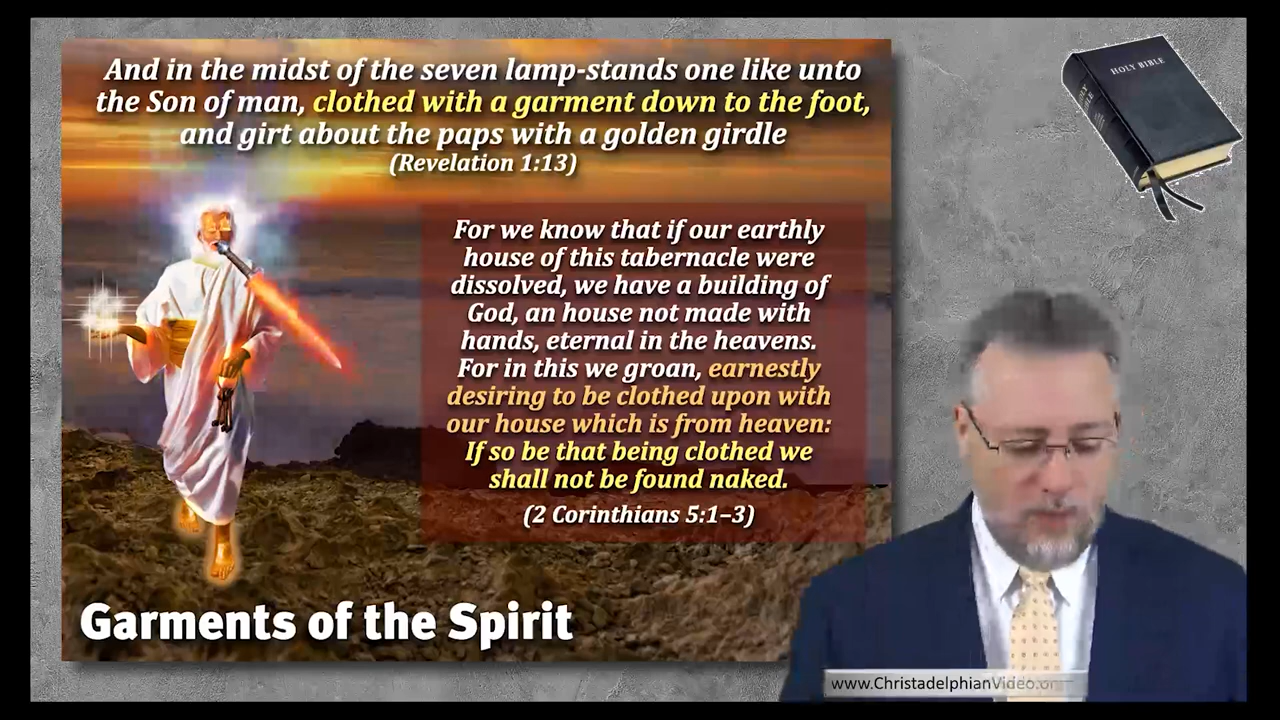 And in the midst of the seven lamp-stands one like unto
the Son of man, clothed with a garment down to the foot,
and girt about the paps with a golden girdle
(Revelation 1:13)
For we know that if our earthly
house of this tabernacle were
dissolved, we have a building of
God, an house not made with
hands, eternal in the heavens.
For in this we groan, earnestly
desiring to be clothed upon with
our house which is from heaven:
If so be that being clothed we
shall not be found naked.
(2 Corinthians 5:1–3)
Garments of the Spirit
HOLY BIBLE
HOLY BIBLE
www.ChristadelphianVideo.org